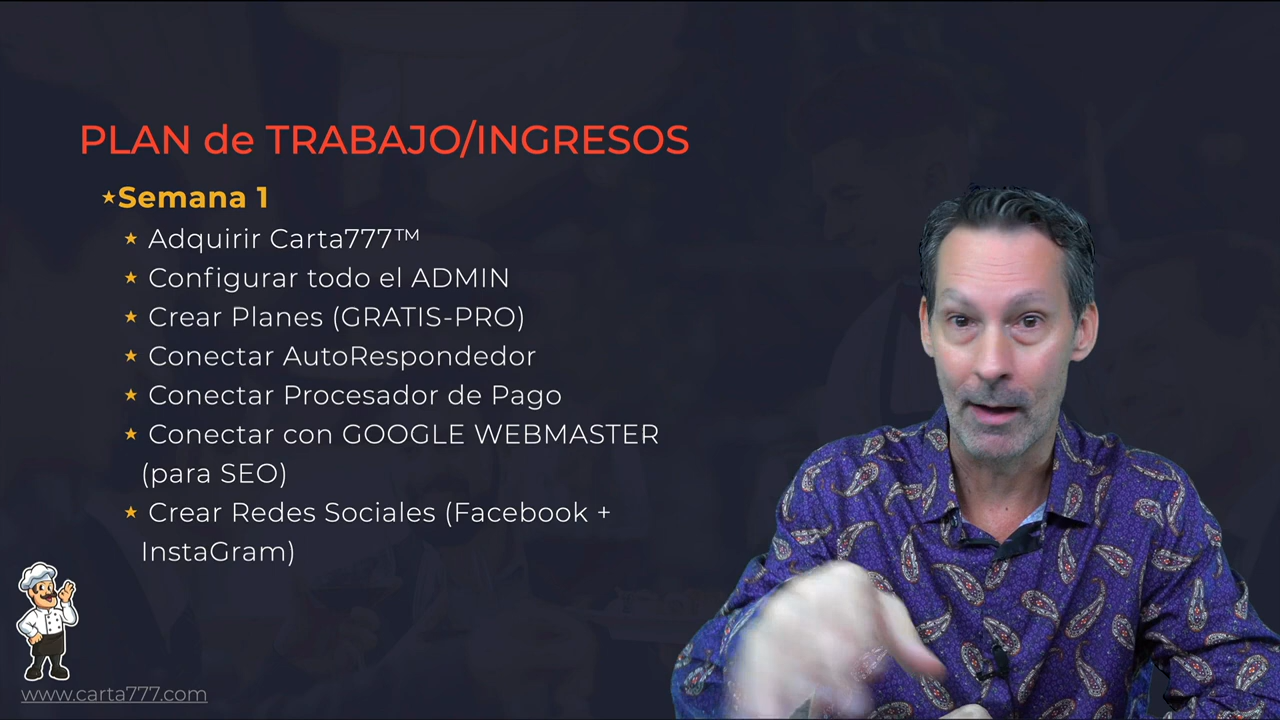 PLAN de TRABAJO/INGRESOS
★Semana 1
★ Adquirir Carta777™
★ Configurar todo el ADMIN
★ Crear Planes (GRATIS-PRO)
★ Conectar AutoRespondedor
★ Conectar Procesador de Pago
★ Conectar con GOOGLE WEBMASTER
(para SEO)
★ Crear Redes Sociales (Facebook +
InstaGram)
www.carta777.com